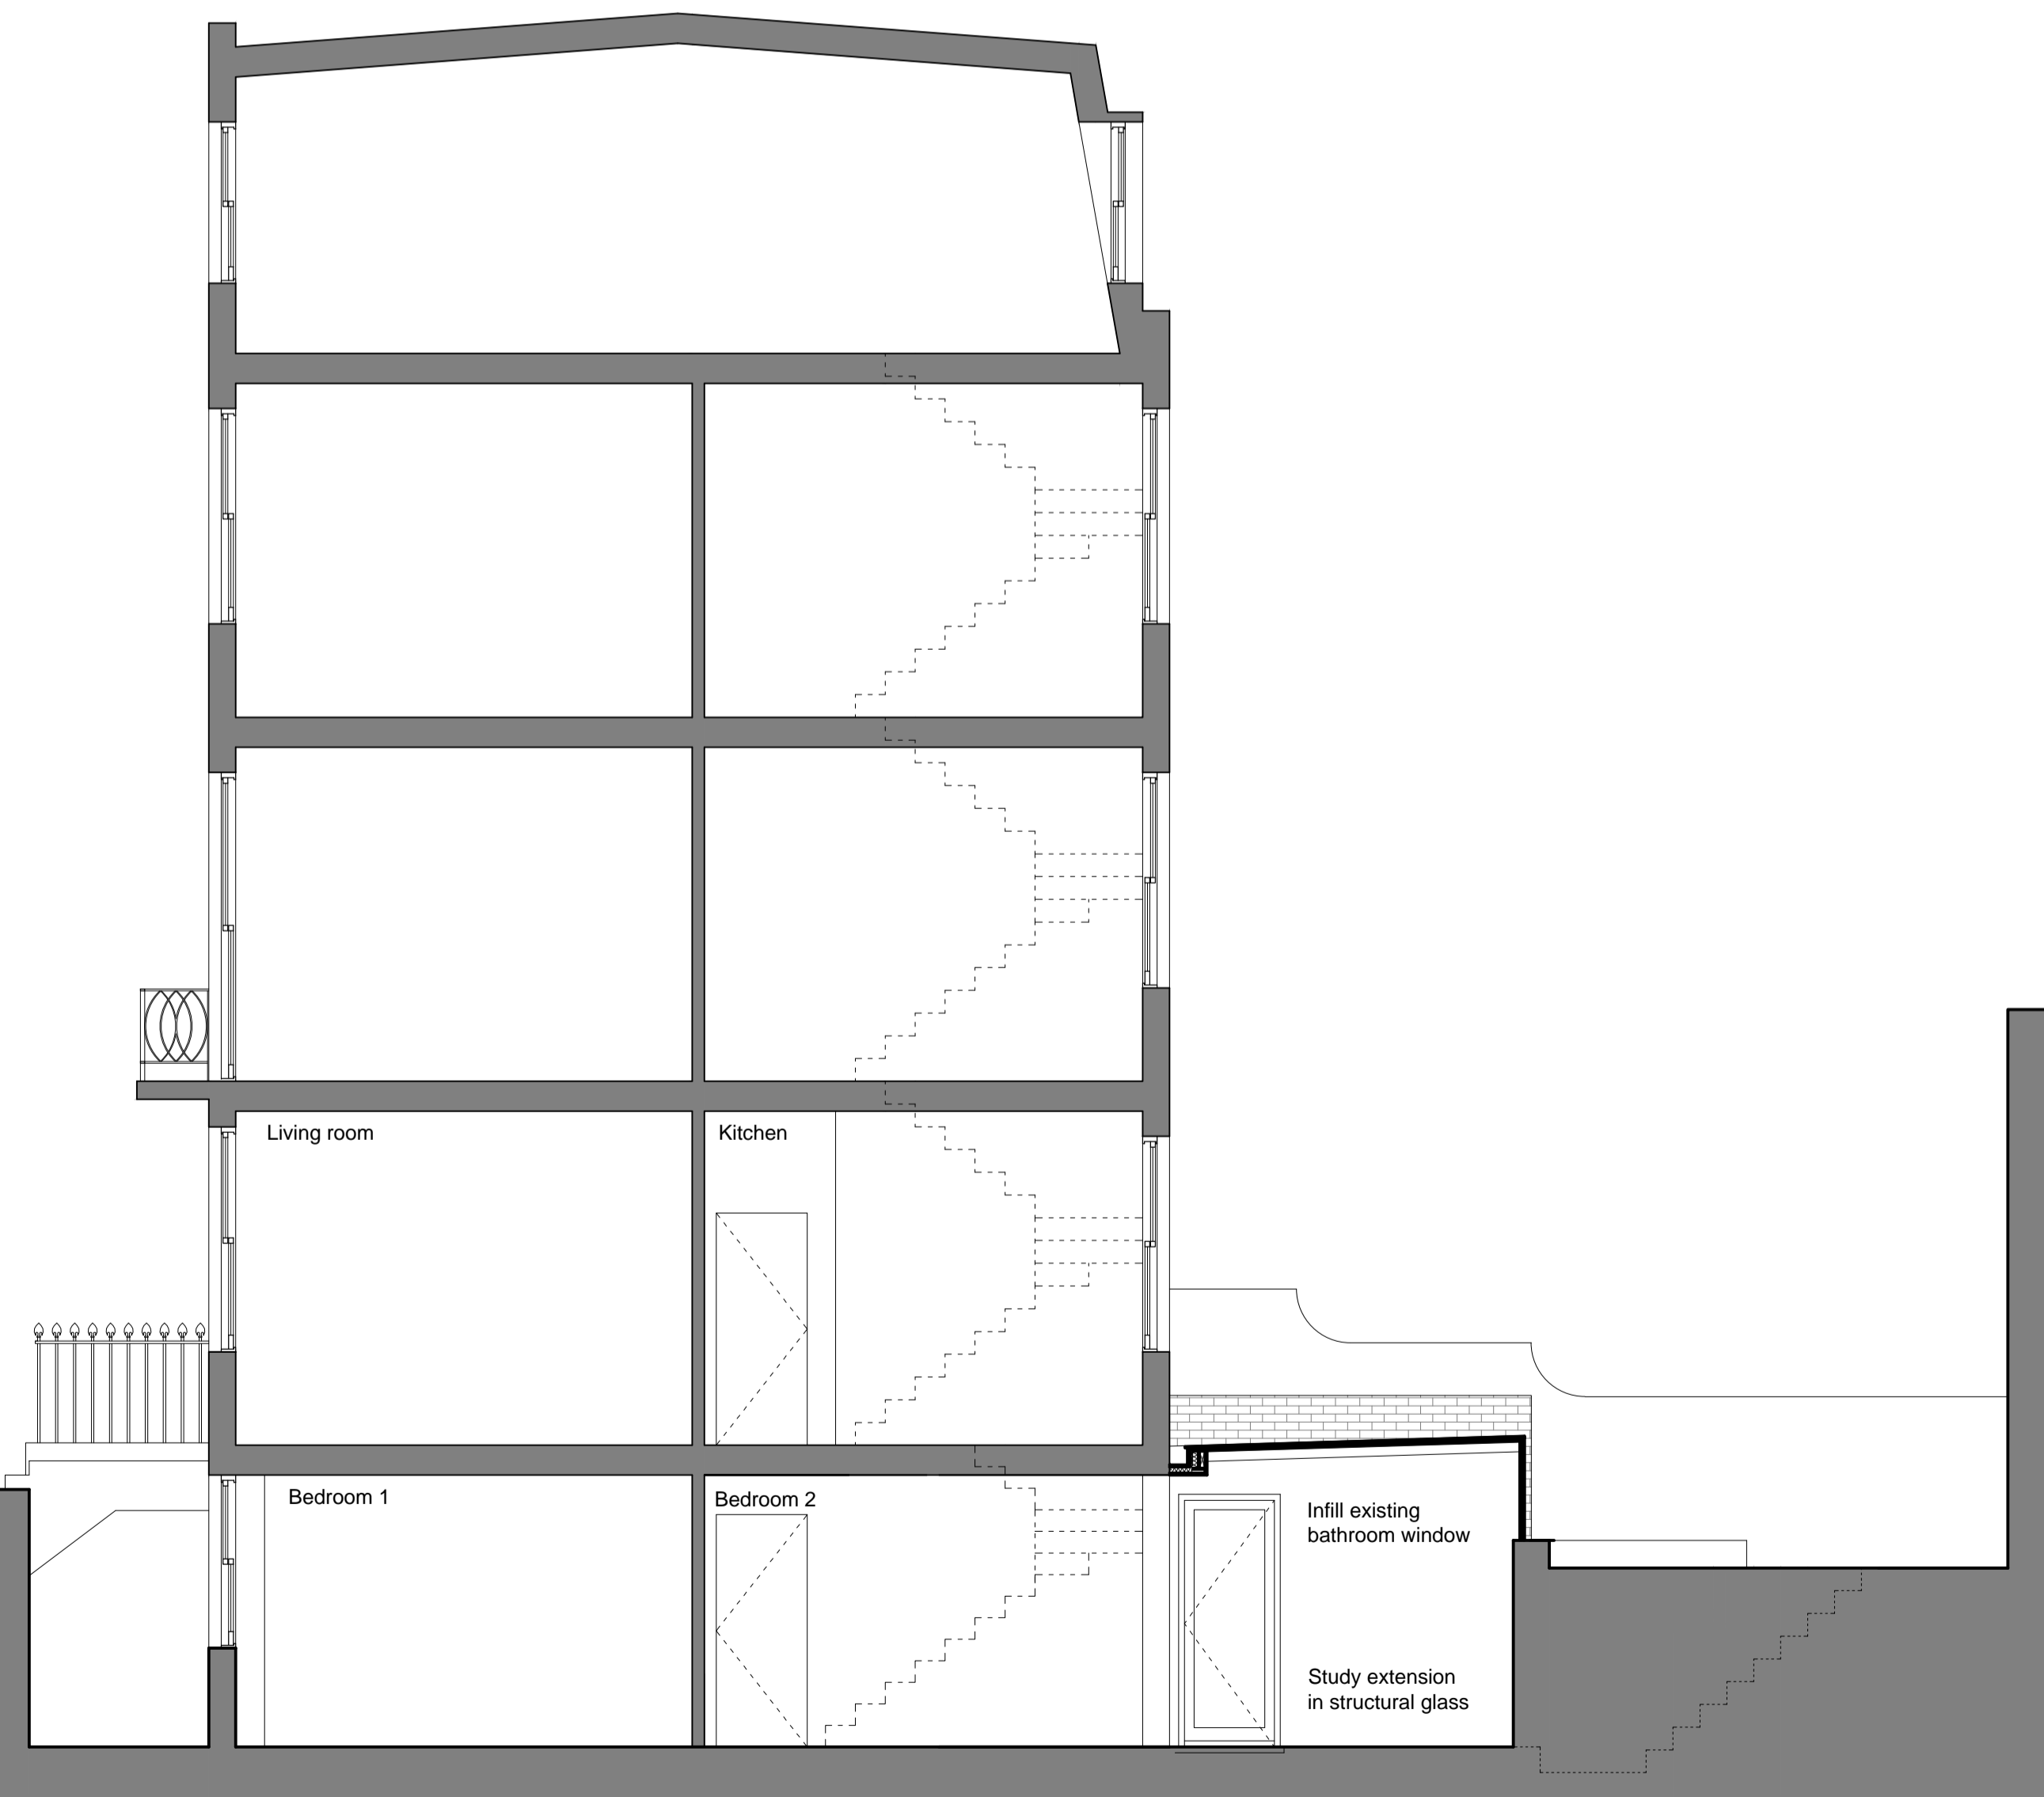 Living room
Kitchen
Bedroom 1
Bedroom 2
Infill existing
bathroom window
Study extension
in structural glass